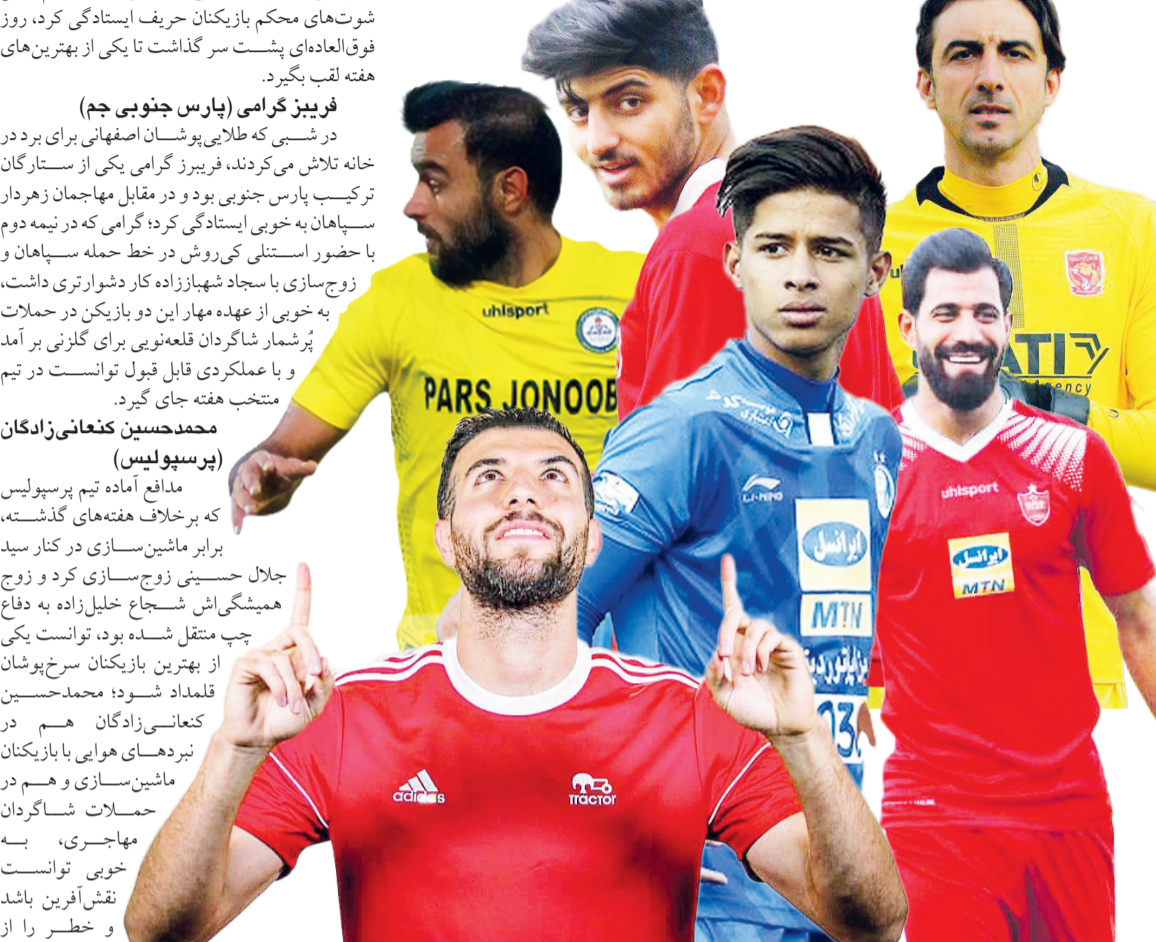 شوت‌های محکم بازیکنان حریف ایستادگی کرد، روز
فوق‌العاده‌ای پشت سر گذاشت تا یکی از بهترین‌های
هفته لقب بگیرد.
فریبز گرامی (پارس جنوبی جم)
در شبی که طلایی‌پوشان اصفهانی برای برد در
خانه تلاش می‌کردند، فریبرز گرامی یکی از ستارگان
ترکیب پارس جنوبی بود و در مقابل مهاجمان زهردار
سپاهان به خوبی ایستادگی کرد؛ گرامی که در نیمه دوم
با حضور استنلی کی‌روش در خط حمله سپاهان و
زوج‌سازی با سجاد شهباززاده کار دشوارتری داشت،
به خوبی از عهده مهار این دو بازیکن در حملات
پُرشمار شاگردان قلعه‌نویی برای گلزنی بر آمد
و با عملکردی قابل قبول توانست در تیم
منتخب هفته جای گیرد.
محمدحسین کنعانی‌زادگان
(پرسپولیس)
مدافع آماده تیم پرسپولیس
که برخلاف هفته‌های گذشته،
برابر ماشین‌سازی در کنار سید
جلال حسینی زوج‌سازی کرد و زوج
همیشگی‌اش شجاع خلیل‌زاده به دفاع
چپ منتقل شده بود، توانست یکی
از بهترین بازیکنان سرخ‌پوشان
قلمداد شود؛ محمدحسین
کنعانی‌زادگان هم در
نبردهای هوایی با بازیکنان
ماشین‌سازی و هم در
حملات شاگردان
مهاجری، به
خوبی توانست
نقش‌آفرین باشد
و خطر را از
uhlsport
PARS JONOOB
LI-NING
ایرانسل
MTN
uhlsport
ایرانسل
MTN
adidas
TRACTOR